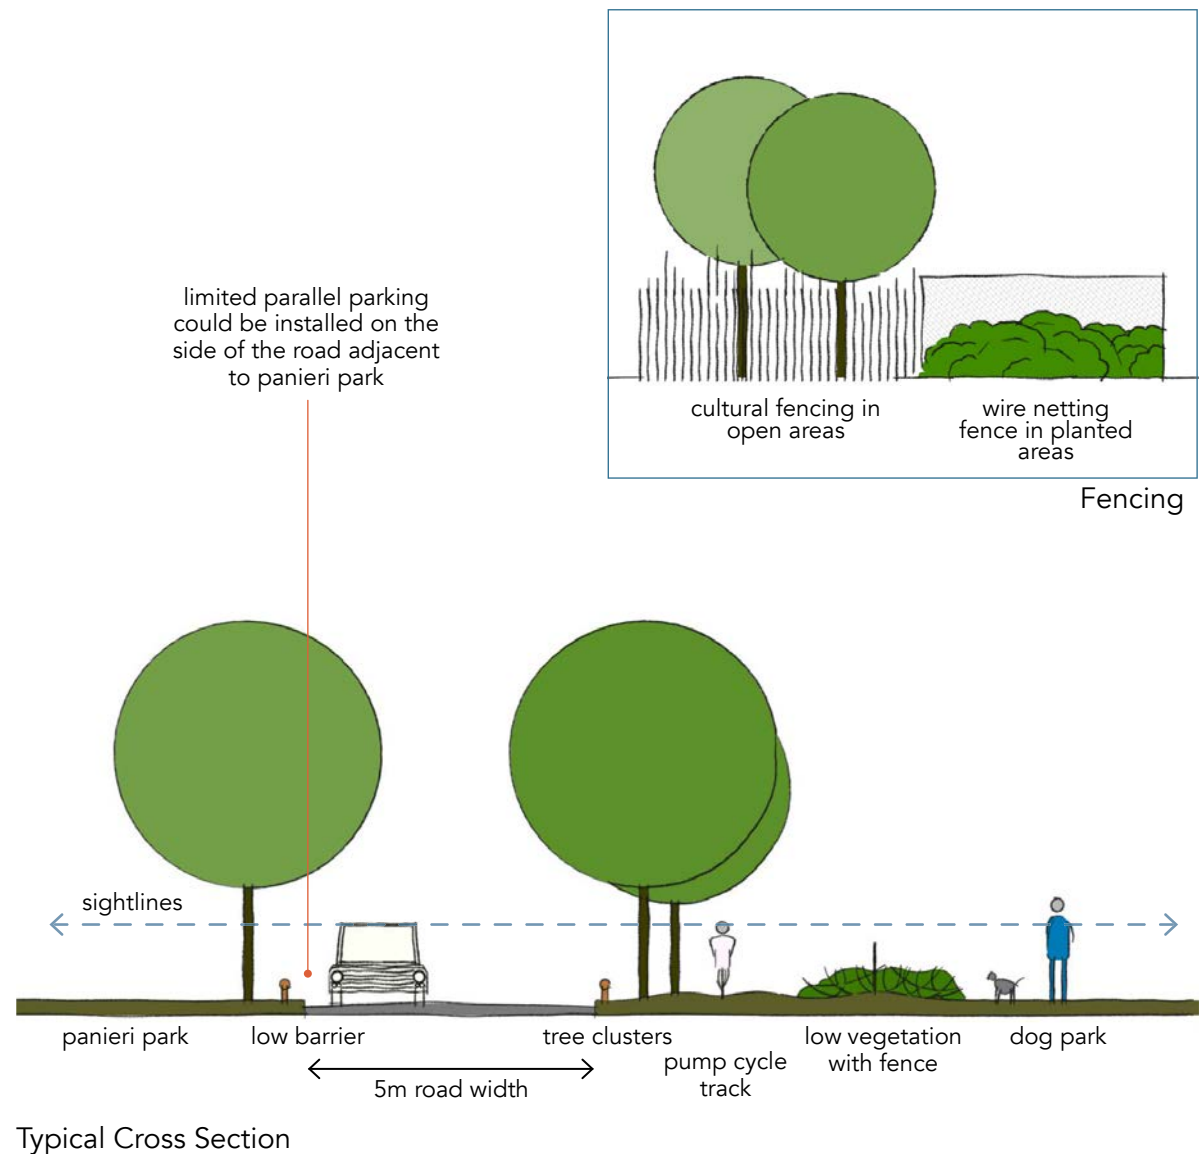 limited parallel parking
could be installed on the
side of the road adjacent
to panieri park
cultural fencing in
open areas
wire netting
fence in planted
areas
Fencing
sightlines
panieri park
low barrier
tree clusters
pump cycle
track
low vegetation
with fence
dog park
5m road width
Typical Cross Section